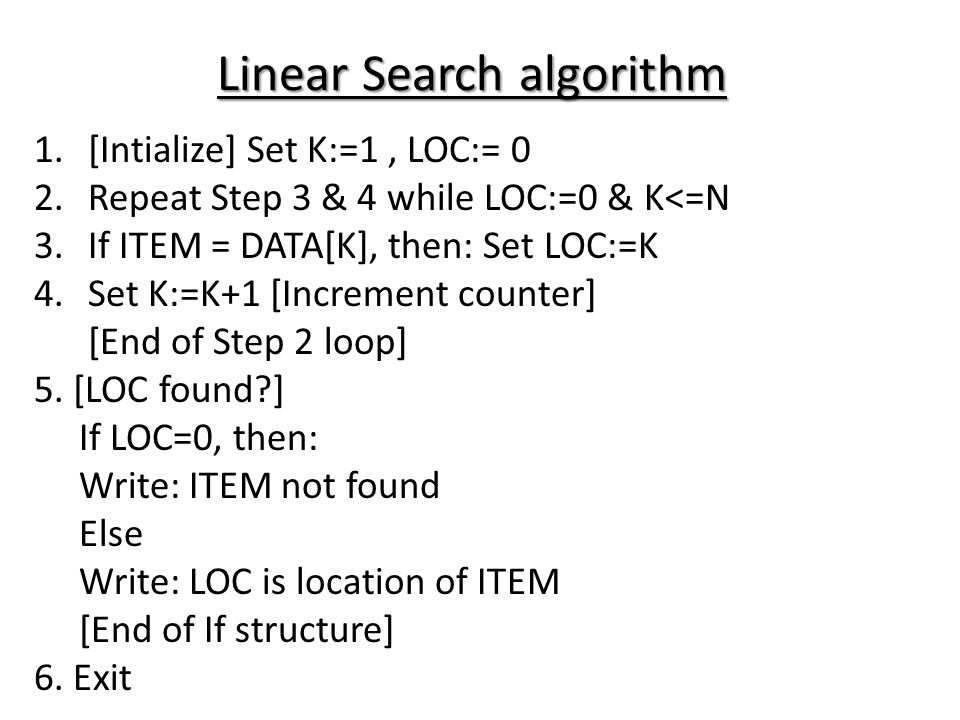 Linear Search algorithm
1. [Intialize] Set K:=1 , LOC:= 0
2. Repeat Step 3 & 4 while LOC:=0 & K<=N
3. If ITEM = DATA[K], then: Set LOC:=K
4. Set K:=K+1 [Increment counter]
[End of Step 2 loop]
5. [LOC found?]
If LOC=0, then:
Write: ITEM not found
Else
Write: LOC is location of ITEM
[End of If structure]
6. Exit